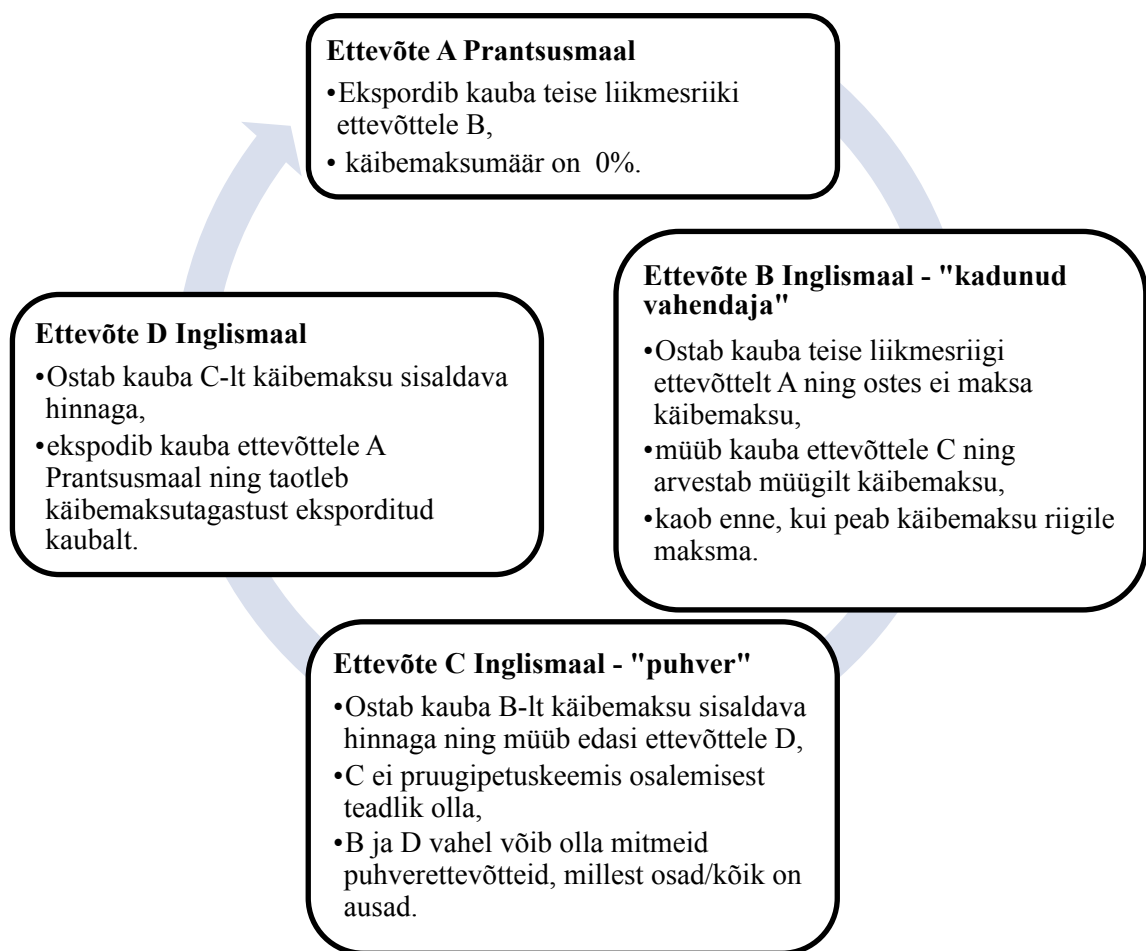 Ettevõte A Prantsusmaal
•Ekspordib kauba teise liikmesriiki
ettevõttele B,
• käibemaksumäär on 0%.
Ettevõte B Inglismaal - "kadunud
vahendaja"
•Ostab kauba teise liikmesriigi
ettevõttelt A ning ostes ei maksa
käibemaksu,
•müüb kauba ettevõttele C ning
arvestab müügilt käibemaksu,
•kaob enne, kui peab käibemaksu riigile
maksma.
Ettevõte C Inglismaal - "puhver"
•Ostab kauba B-lt käibemaksu sisaldava
hinnaga ning müüb edasi ettevõttele D,
•C ei pruugipetuskeemis osalemisest
teadlik olla,
•B ja D vahel võib olla mitmeid
puhverettevõtteid, millest osad/kõik on
ausad.
Ettevõte D Inglismaal
•Ostab kauba C-lt käibemaksu sisaldava
hinnaga,
•ekspodib kauba ettevõttele A
Prantsusmaal ning taotleb
käibemaksutagastust eksporditud
kaubalt.